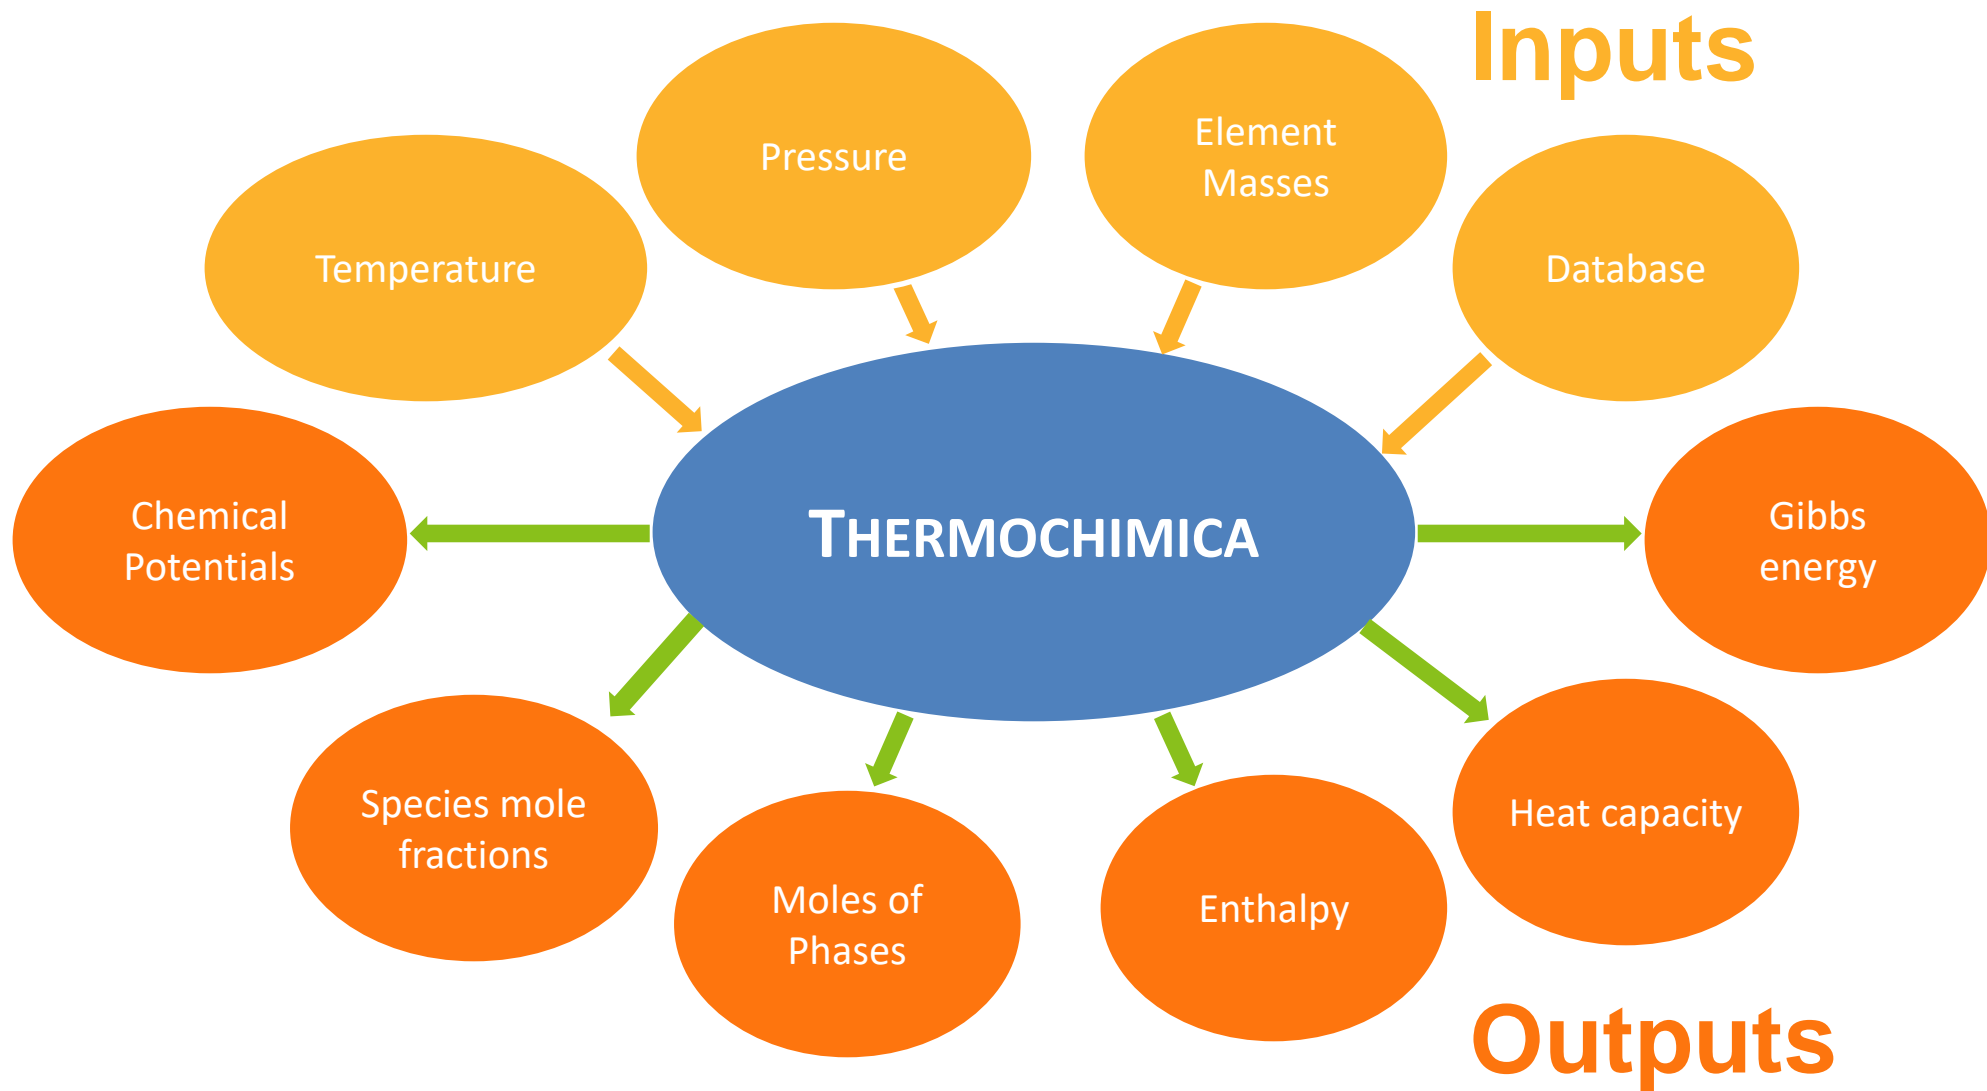 Inputs
Pressure
Element
Masses
Temperature
Database
Chemical
Potentials
THERMOCHIMICA
Gibbs
energy
Species mole
fractions
Moles of
Phases
Enthalpy
Heat capacity
Outputs